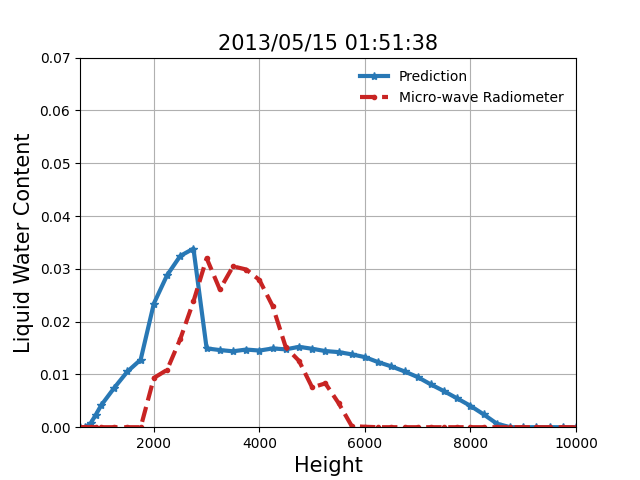 2013/05/15 01:51:38
Prediction
Micro-wave Radiometer
Liquid Water Content
0.07
0.06
0.05
0.04
0.03
0.02
0.01
0.00
2000 4000 6000 8000 10000
Height